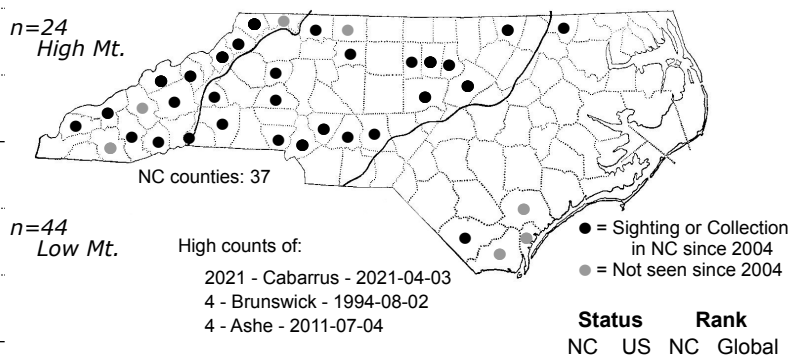 n=24
High Mt.
NC counties: 37
n=44
Low Mt.
High counts of:
2021 - Cabarrus - 2021-04-03
4 - Brunswick - 1994-08-02
4 - Ashe - 2011-07-04
● = Sighting or Collection
in NC since 2004
● = Not seen since 2004
Status Rank
NC US NC Global